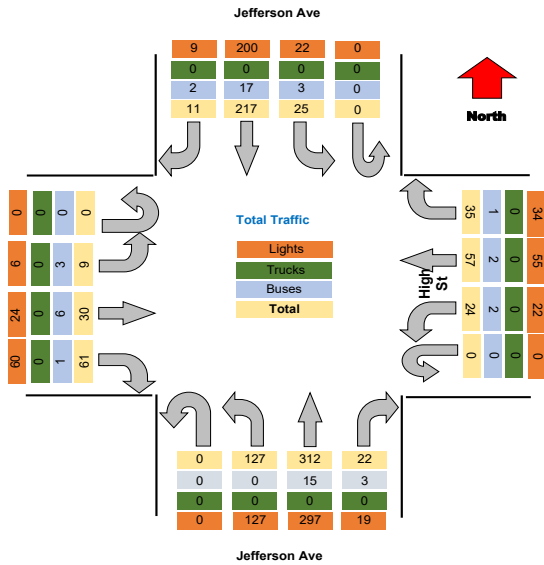 Jefferson Ave
9 200 22 0
0 0 0 0
2 17 3 0
11 217 25 0
North
0 0 0 0
6 0 3 9
24 0 6 30
60 0 1 61
Total Traffic
Lights
Trucks
Buses
Total
High
St
35 1 0 34
57 2 0 55
24 2 0 22
0 0 0 0
0 127 312 22
0 0 15 3
0 0 0 0
0 127 297 19
Jefferson Ave